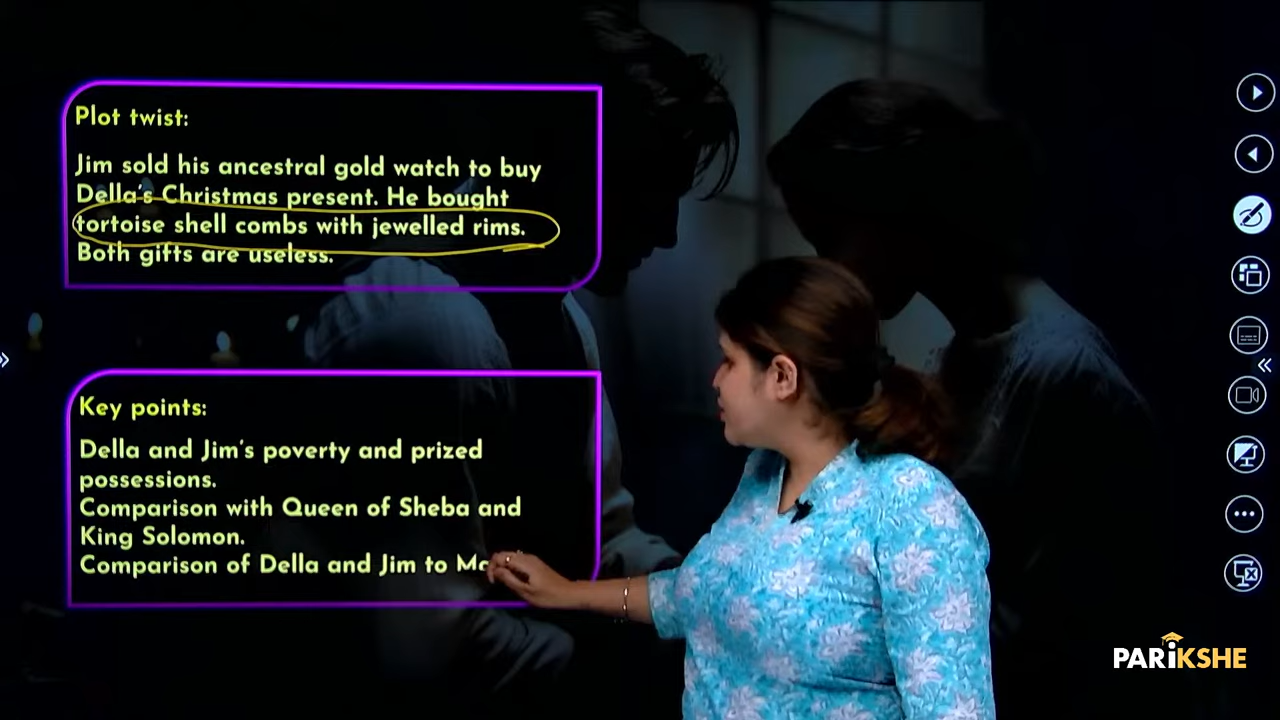 Plot twist:
Jim sold his ancestral gold watch to buy
Della's Christmas present. He bought
tortoise shell combs with jewelled rims.
Both gifts are useless.
Key points:
Della and Jim's poverty and prized
possessions.
Comparison with Queen of Sheba and
King Solomon.
Comparison of Della and Jim to
PARIKSHE